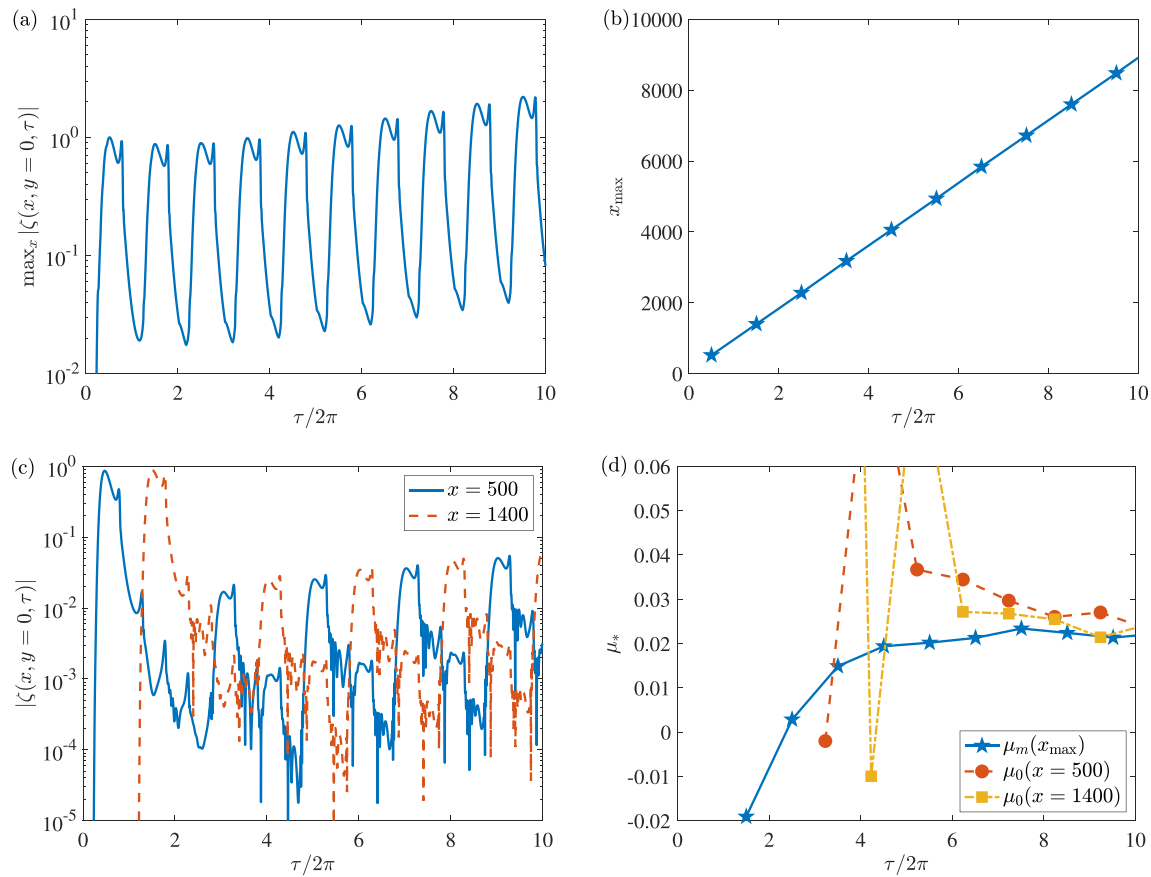 (a)
10^1
10^0
10^-1
10^-2
max_x |ζ(x, y = 0, τ)|
0 2 4 6 8 10
τ/2π
(b)
10000
8000
6000
4000
2000
0
x_max
0 2 4 6 8 10
τ/2π
(c)
10^0
10^-1
10^-2
10^-3
10^-4
10^-5
|ζ(x, y = 0, τ)|
x = 500
x = 1400
0 2 4 6 8 10
τ/2π
(d)
0.06
0.05
0.04
0.03
0.02
0.01
0
-0.01
-0.02
μ_*
μ_m(x_max)
μ_0(x = 500)
μ_0(x = 1400)
0 2 4 6 8 10
τ/2π